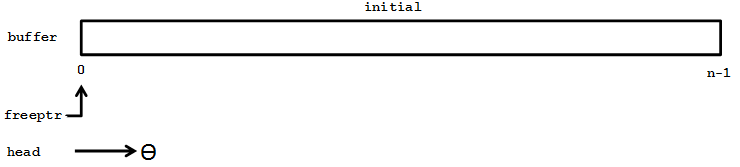 initial
buffer
0
n-1
freeptr
head
Θ